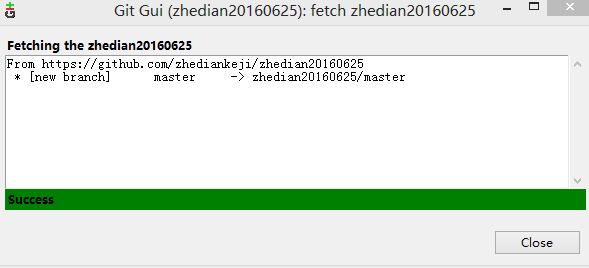 Git Gui (zhedian20160625): fetch zhedian20160625
Fetching the zhedian20160625
From https://github.com/zhediankeji/zhedian20160625
* [new branch]      master     -> zhedian20160625/master
Success
Close